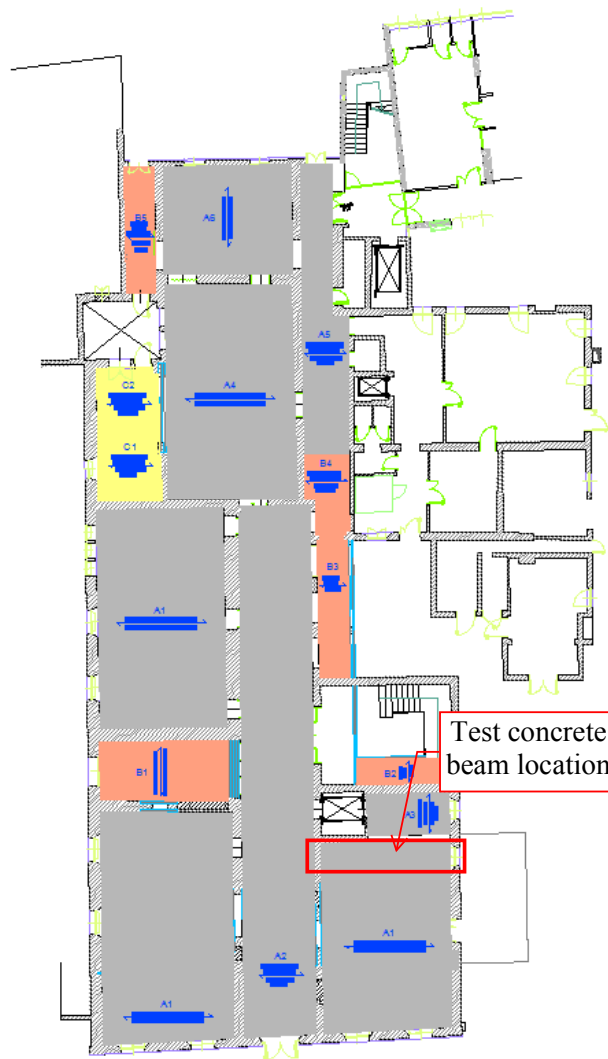 B5
A6
A5
C2
A4
C1
B4
B3
A1
B1
Test concrete
beam location
B2
A3
A1
A2
A1